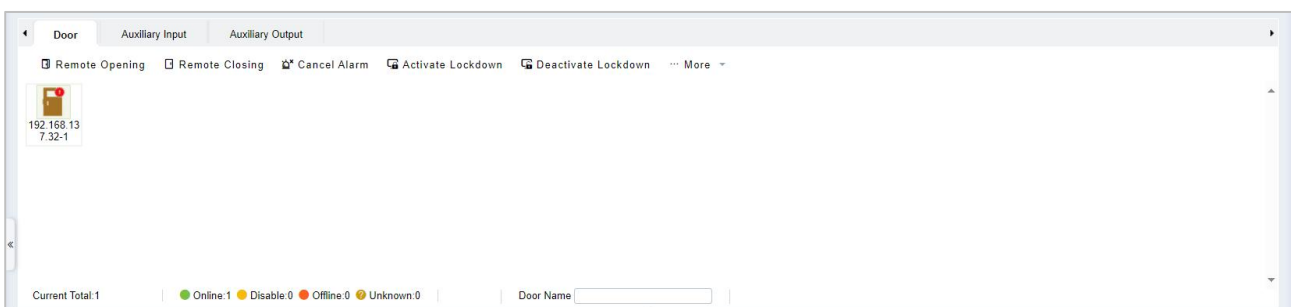 Door Auxiliary Input Auxiliary Output
Remote Opening Remote Closing Cancel Alarm Activate Lockdown Deactivate Lockdown ··· More
192.168.13
7.32-1
Current Total:1 Online:1 Disable:0 Offline:0 Unknown:0 Door Name